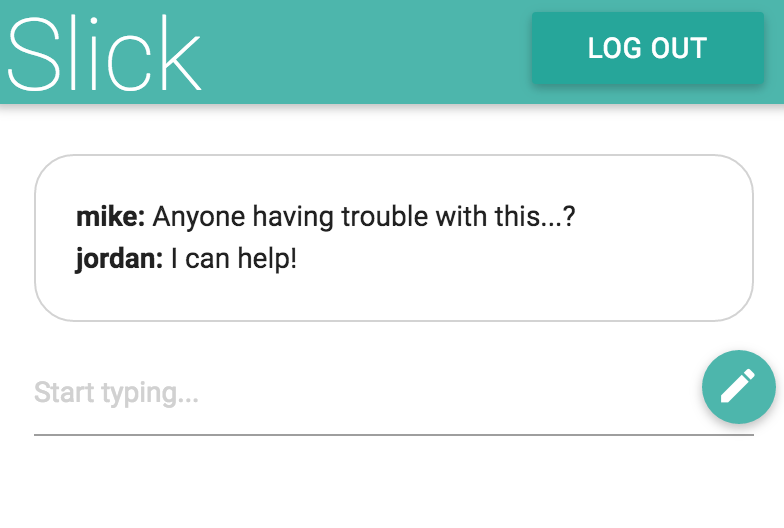 Slick
LOG OUT
mike: Anyone having trouble with this...?
jordan: I can help!
Start typing...